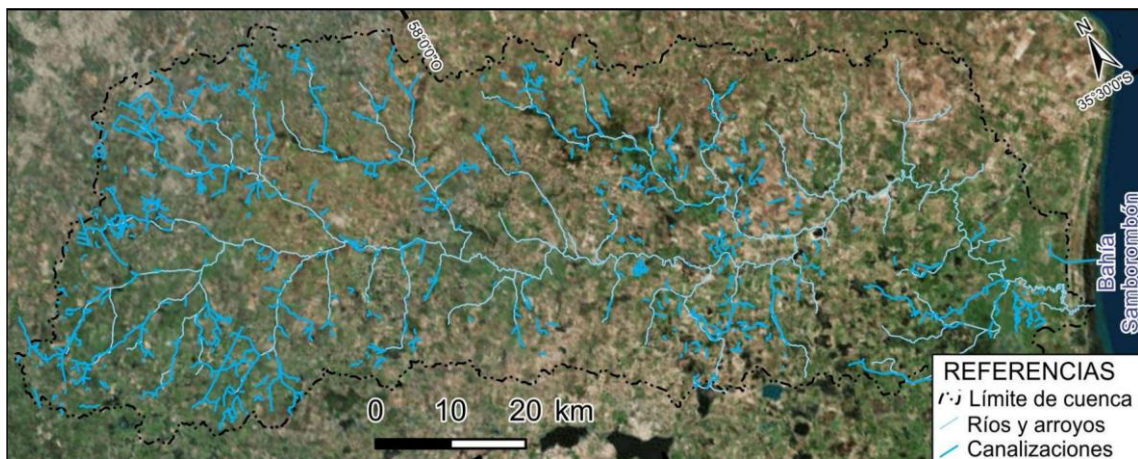 58°0'0"O
N
35°30'0"S
Bahía
Samborombón
0 10 20 km
REFERENCIAS
Límite de cuenca
Ríos y arroyos
Canalizaciones